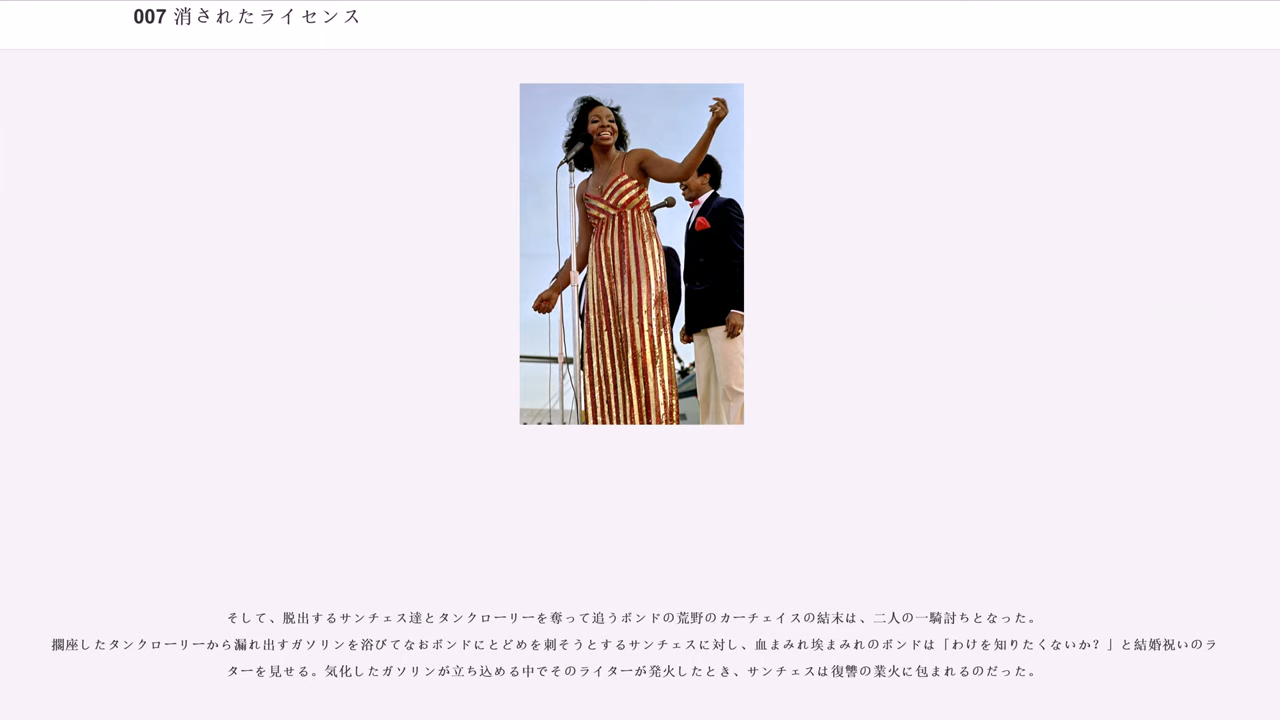 007 消されたライセンス
そして、脱出するサンチェス達とタンクローリーを奪って追うボンドの荒野のカーチェイスの結末は、二人の一騎討ちとなった。
擱座したタンクローリーから漏れ出すガソリンを浴びてなおボンドにとどめを刺そうとするサンチェスに対し、血まみれ埃まみれのボンドは「わけを知りたくないか？」と結婚祝いのラ
ターを見せる。気化したガソリンが立ち込める中でそのライターが発火したとき、サンチェスは復讐の業火に包まれるのだった。